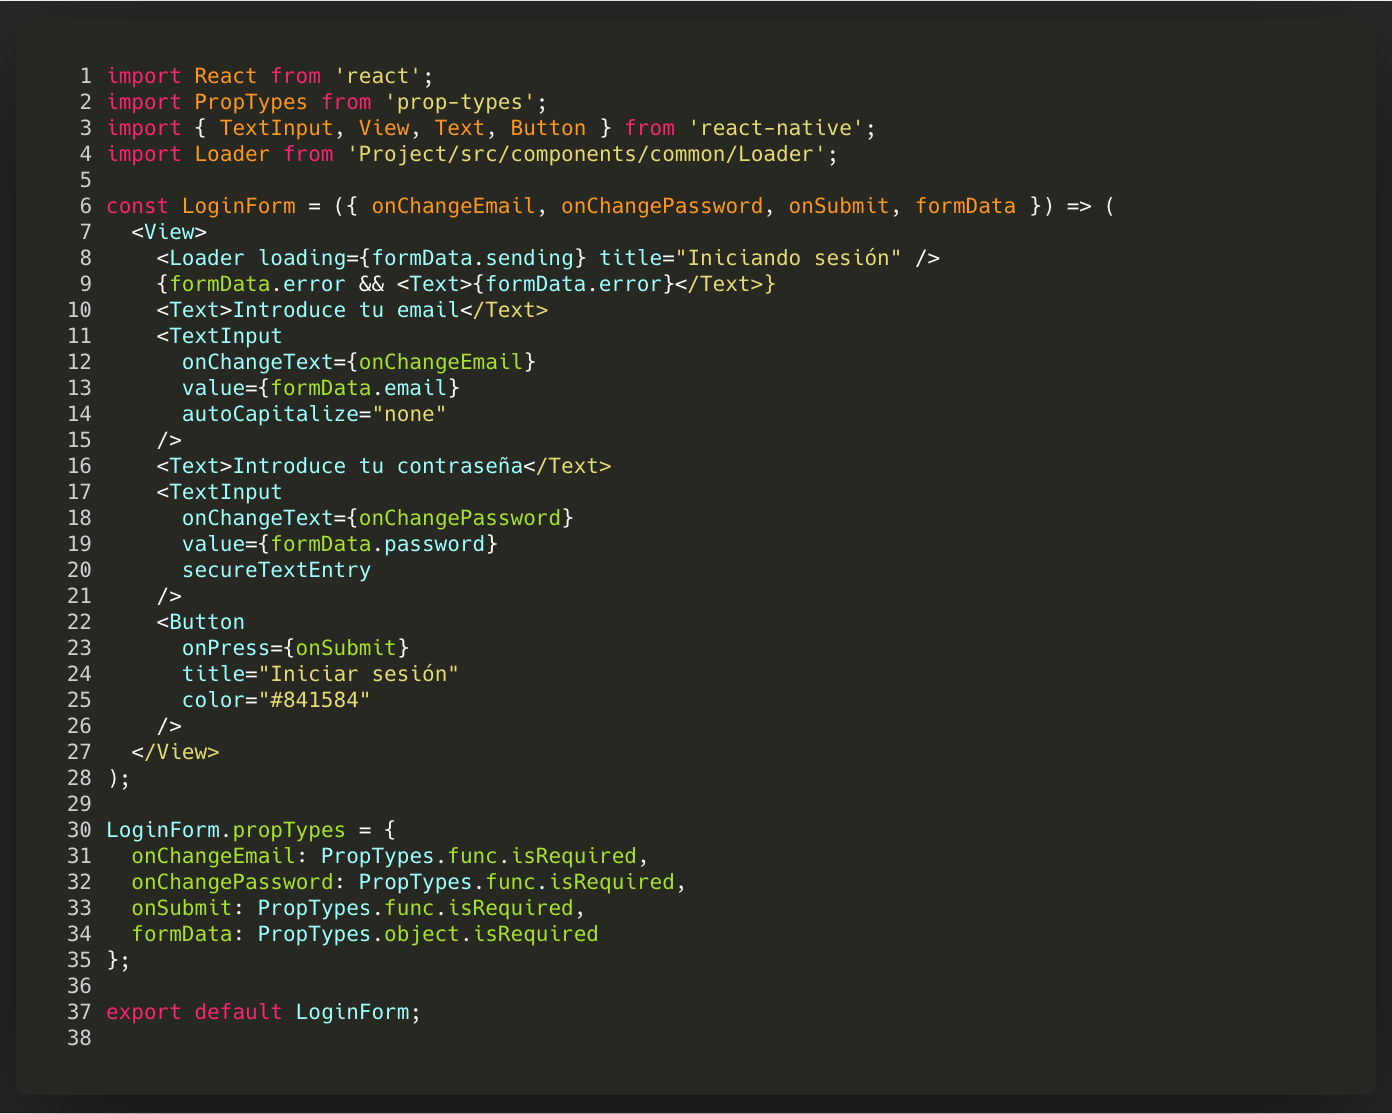 1 import React from 'react';
2 import PropTypes from 'prop-types';
3 import { TextInput, View, Text, Button } from 'react-native';
4 import Loader from 'Project/src/components/common/Loader';
5
6 const LoginForm = ({ onChangeEmail, onChangePassword, onSubmit, formData }) => (
7   <View>
8     <Loader loading={formData.sending} title="Iniciando sesión" />
9     {formData.error && <Text>{formData.error}</Text>}
10     <Text>Introduce tu email</Text>
11     <TextInput
12       onChangeText={onChangeEmail}
13       value={formData.email}
14       autoCapitalize="none"
15     />
16     <Text>Introduce tu contraseña</Text>
17     <TextInput
18       onChangeText={onChangePassword}
19       value={formData.password}
20       secureTextEntry
21     />
22     <Button
23       onPress={onSubmit}
24       title="Iniciar sesión"
25       color="#841584"
26     />
27   </View>
28 );
29
30 LoginForm.propTypes = {
31   onChangeEmail: PropTypes.func.isRequired,
32   onChangePassword: PropTypes.func.isRequired,
33   onSubmit: PropTypes.func.isRequired,
34   formData: PropTypes.object.isRequired
35 };
36
37 export default LoginForm;
38